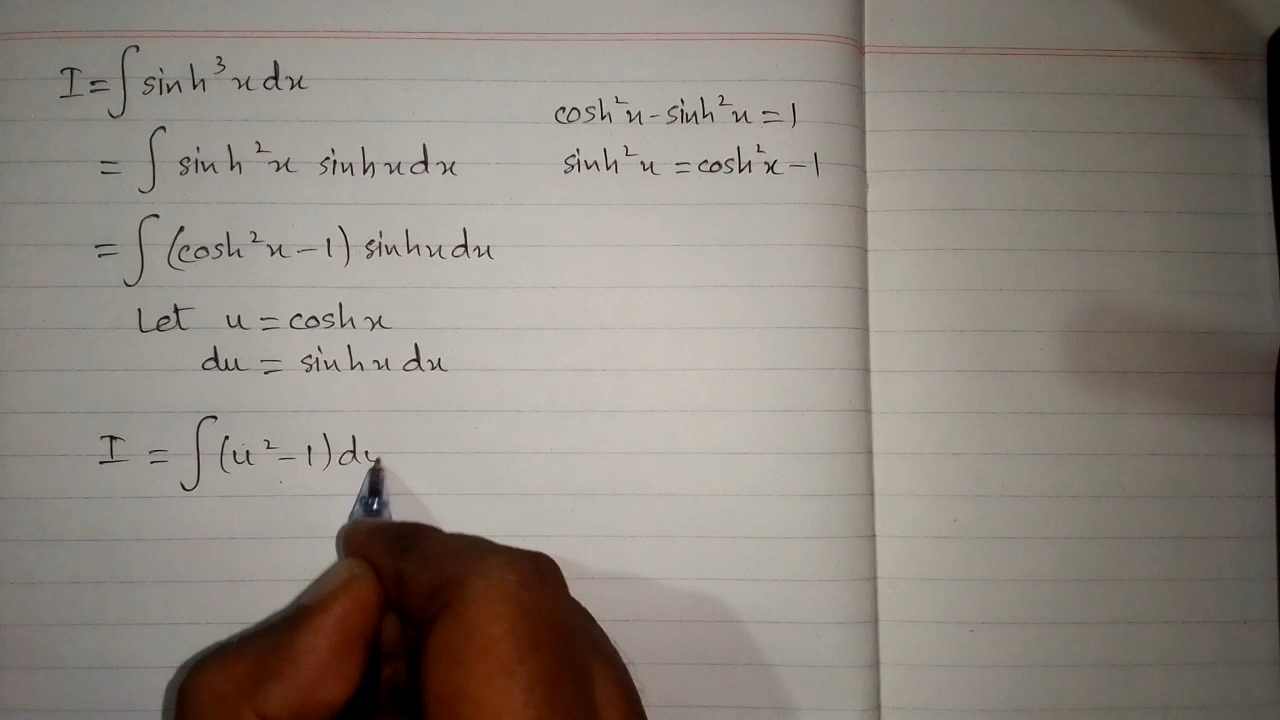 I = ∫ sinh³x dx
= ∫ sinh²x sinhx dx
= ∫ (cosh²x - 1) sinhx dx
Let u = coshx
du = sinhx dx
I = ∫ (u² - 1) du
cosh²x - sinh²x = 1
sinh²x = cosh²x - 1